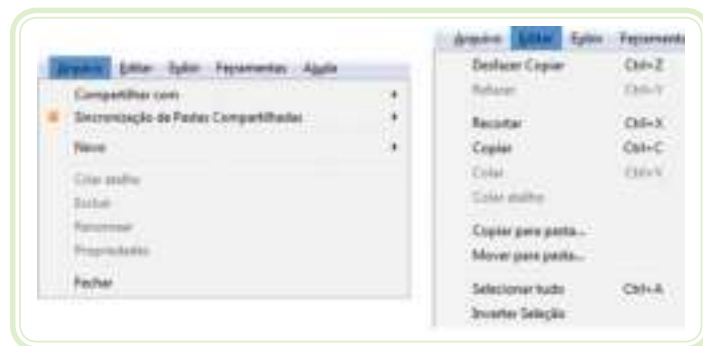 Arquivo Editar Exibir Ferramentas Ajuda
Compartilhar com
Sincronização de Pastas Compartilhadas
Novo
Criar atalho
Excluir
Renomear
Propriedades
Fechar
Arquivo Editar Exibir Ferramenta
Desfazer Copiar Ctrl+Z
Refazer Ctrl+Y
Recortar Ctrl+X
Copiar Ctrl+C
Colar Ctrl+V
Colar atalho
Copiar para pasta...
Mover para pasta...
Selecionar tudo Ctrl+A
Inverter Seleção